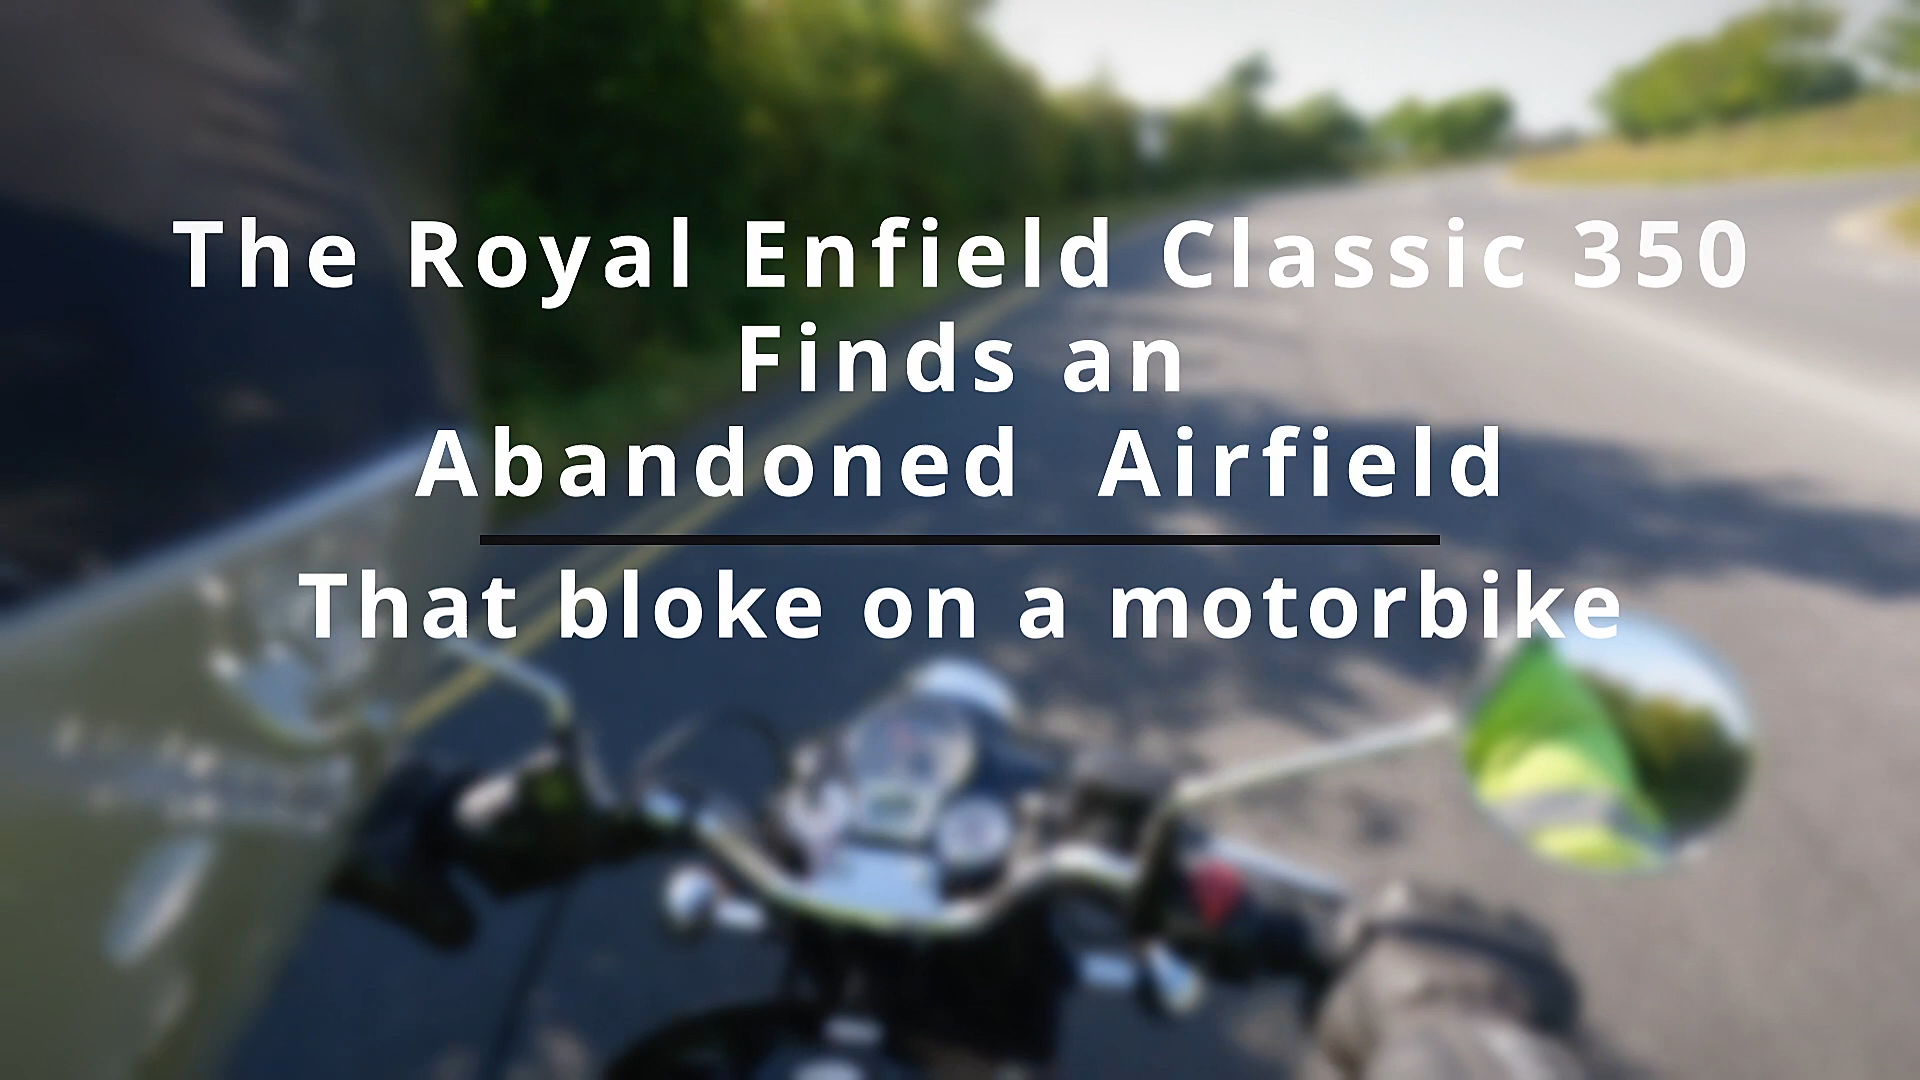 The Royal Enfield Classic 350
Finds an
Abandoned Airfield
That bloke on a motorbike